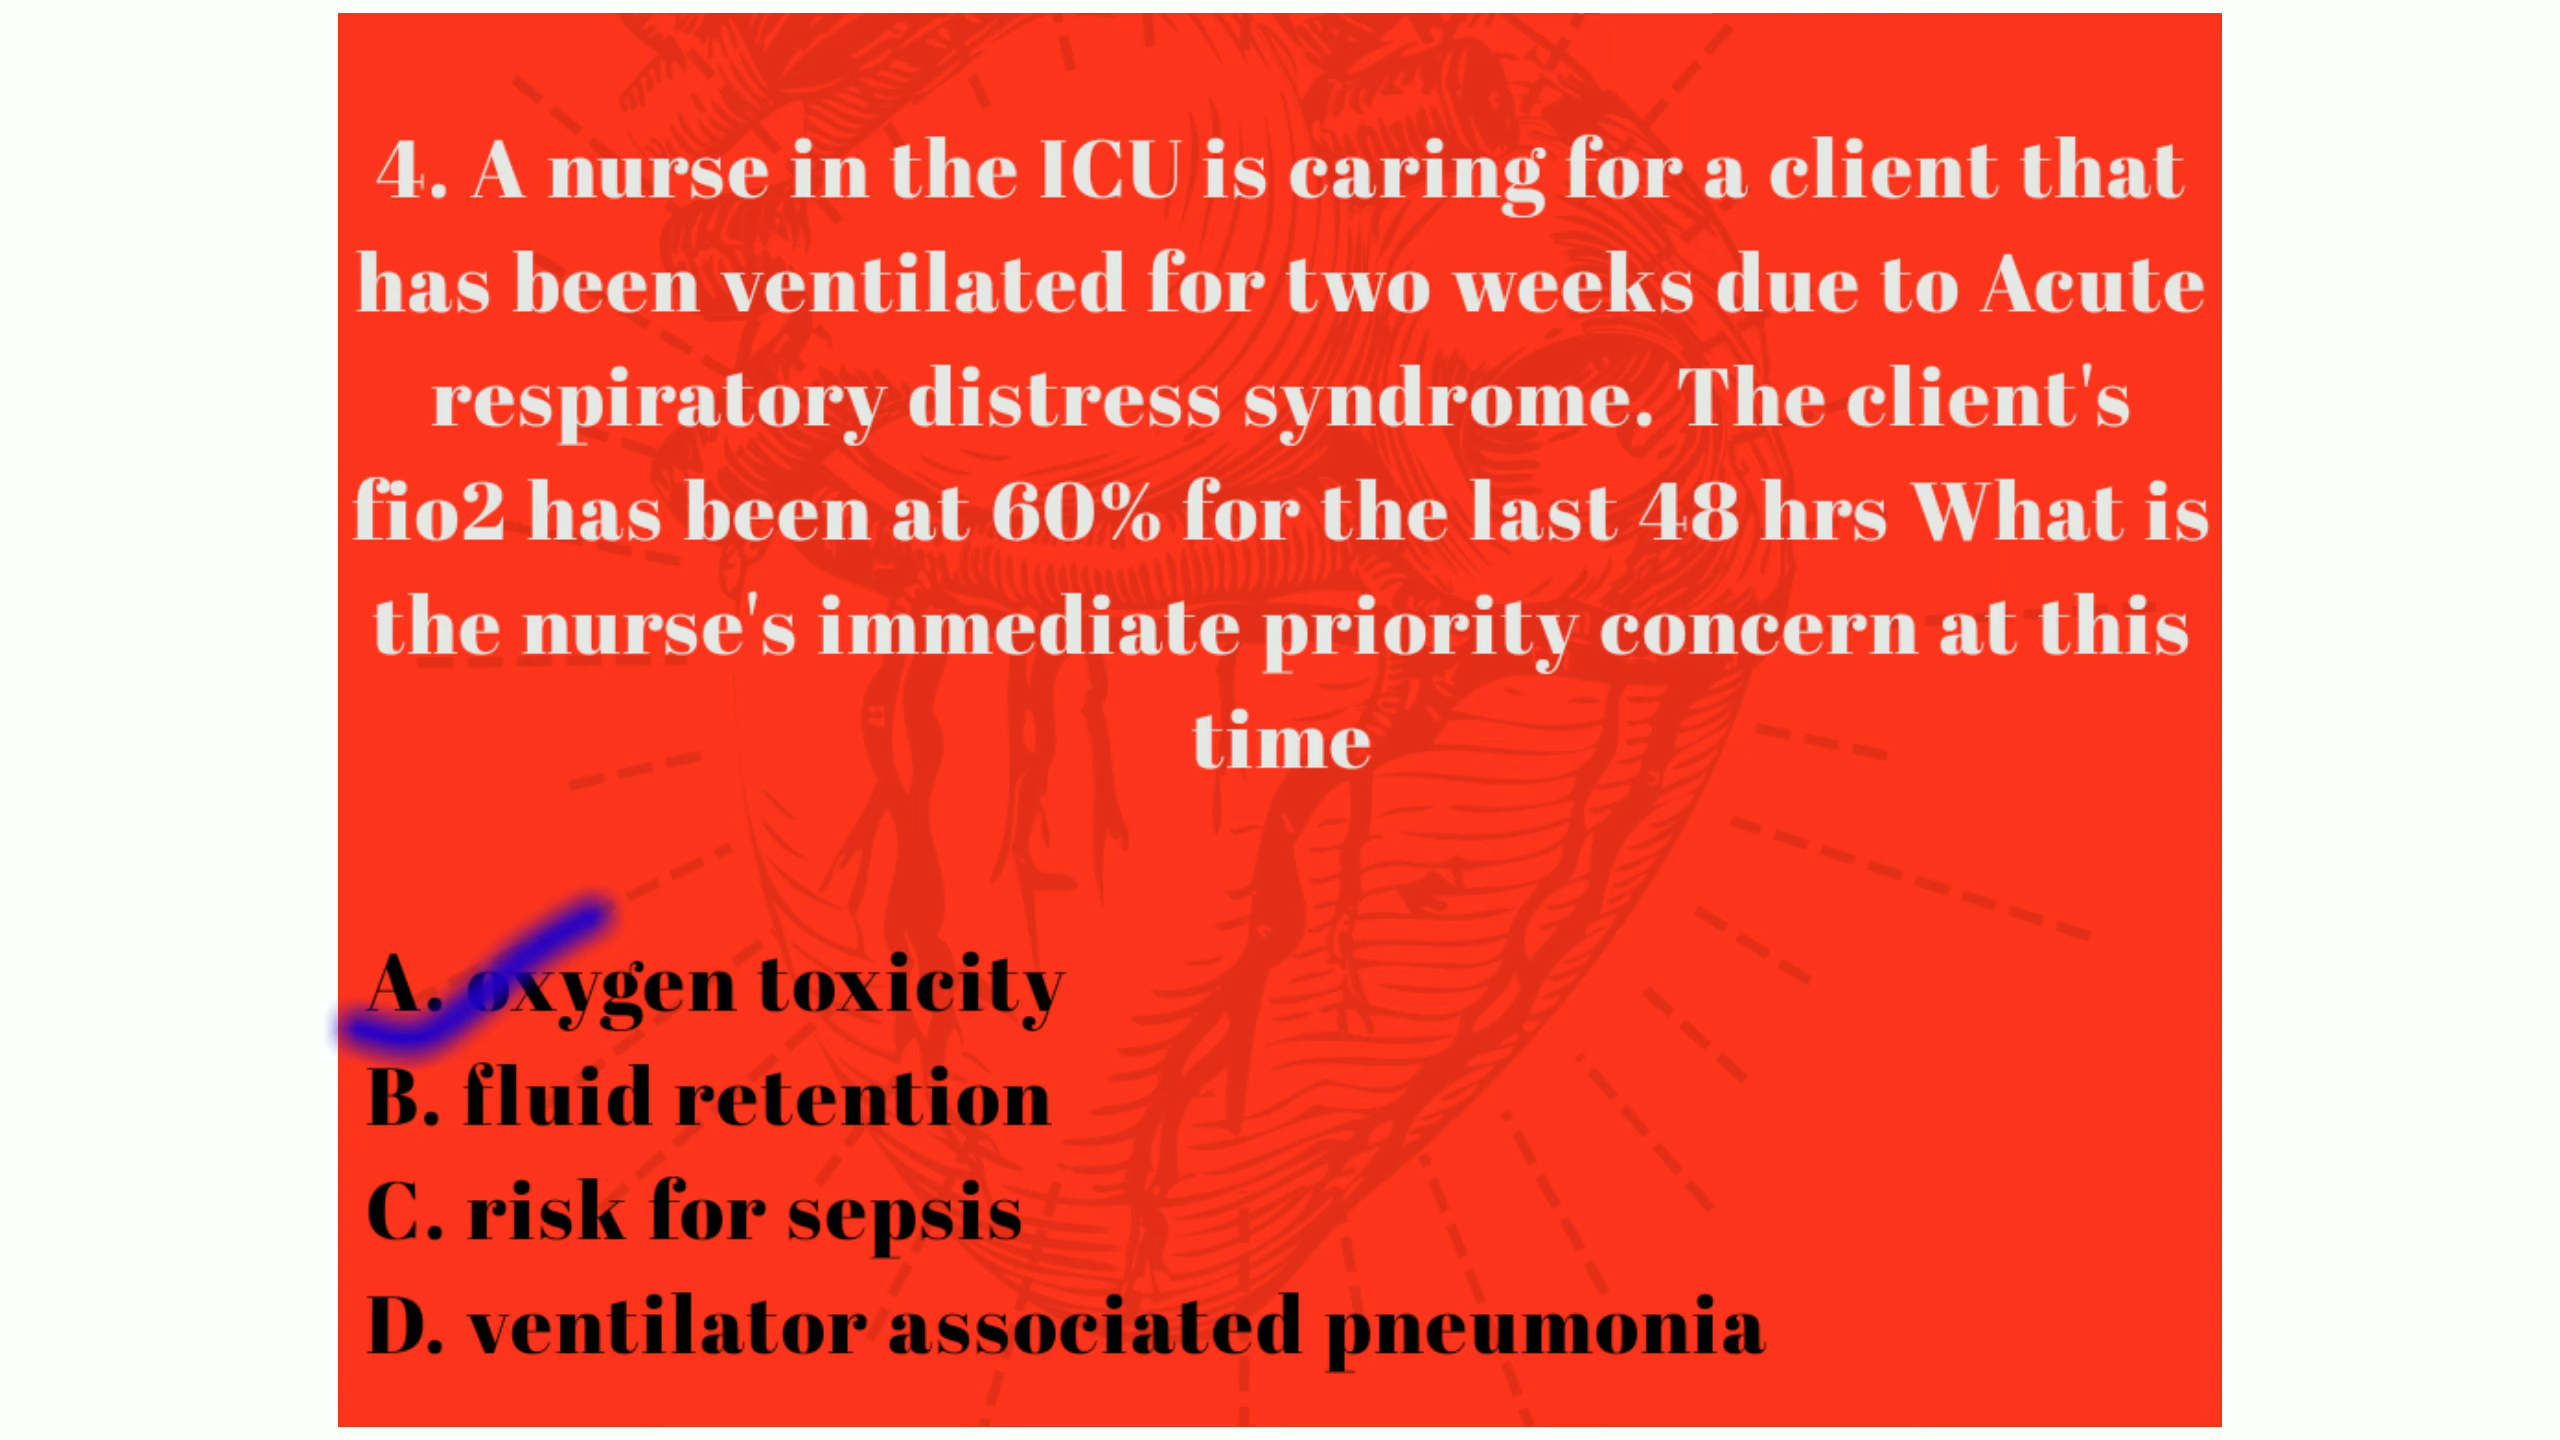 4. A nurse in the ICU is caring for a client that
has been ventilated for two weeks due to Acute
respiratory distress syndrome. The client's
fio2 has been at 60% for the last 48 hrs What is
the nurse's immediate priority concern at this
time
A. oxygen toxicity
B. fluid retention
C. risk for sepsis
D. ventilator associated pneumonia